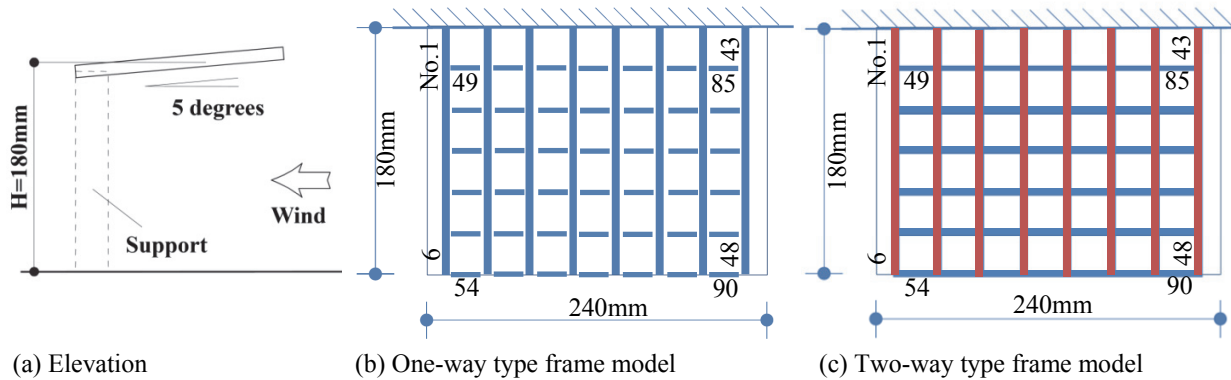 H=180mm
5 degrees
Wind
Support
(a) Elevation
180mm
No.1
43
49
85
6
48
54
90
240mm
(b) One-way type frame model
180mm
No.1
43
49
85
6
48
54
90
240mm
(c) Two-way type frame model